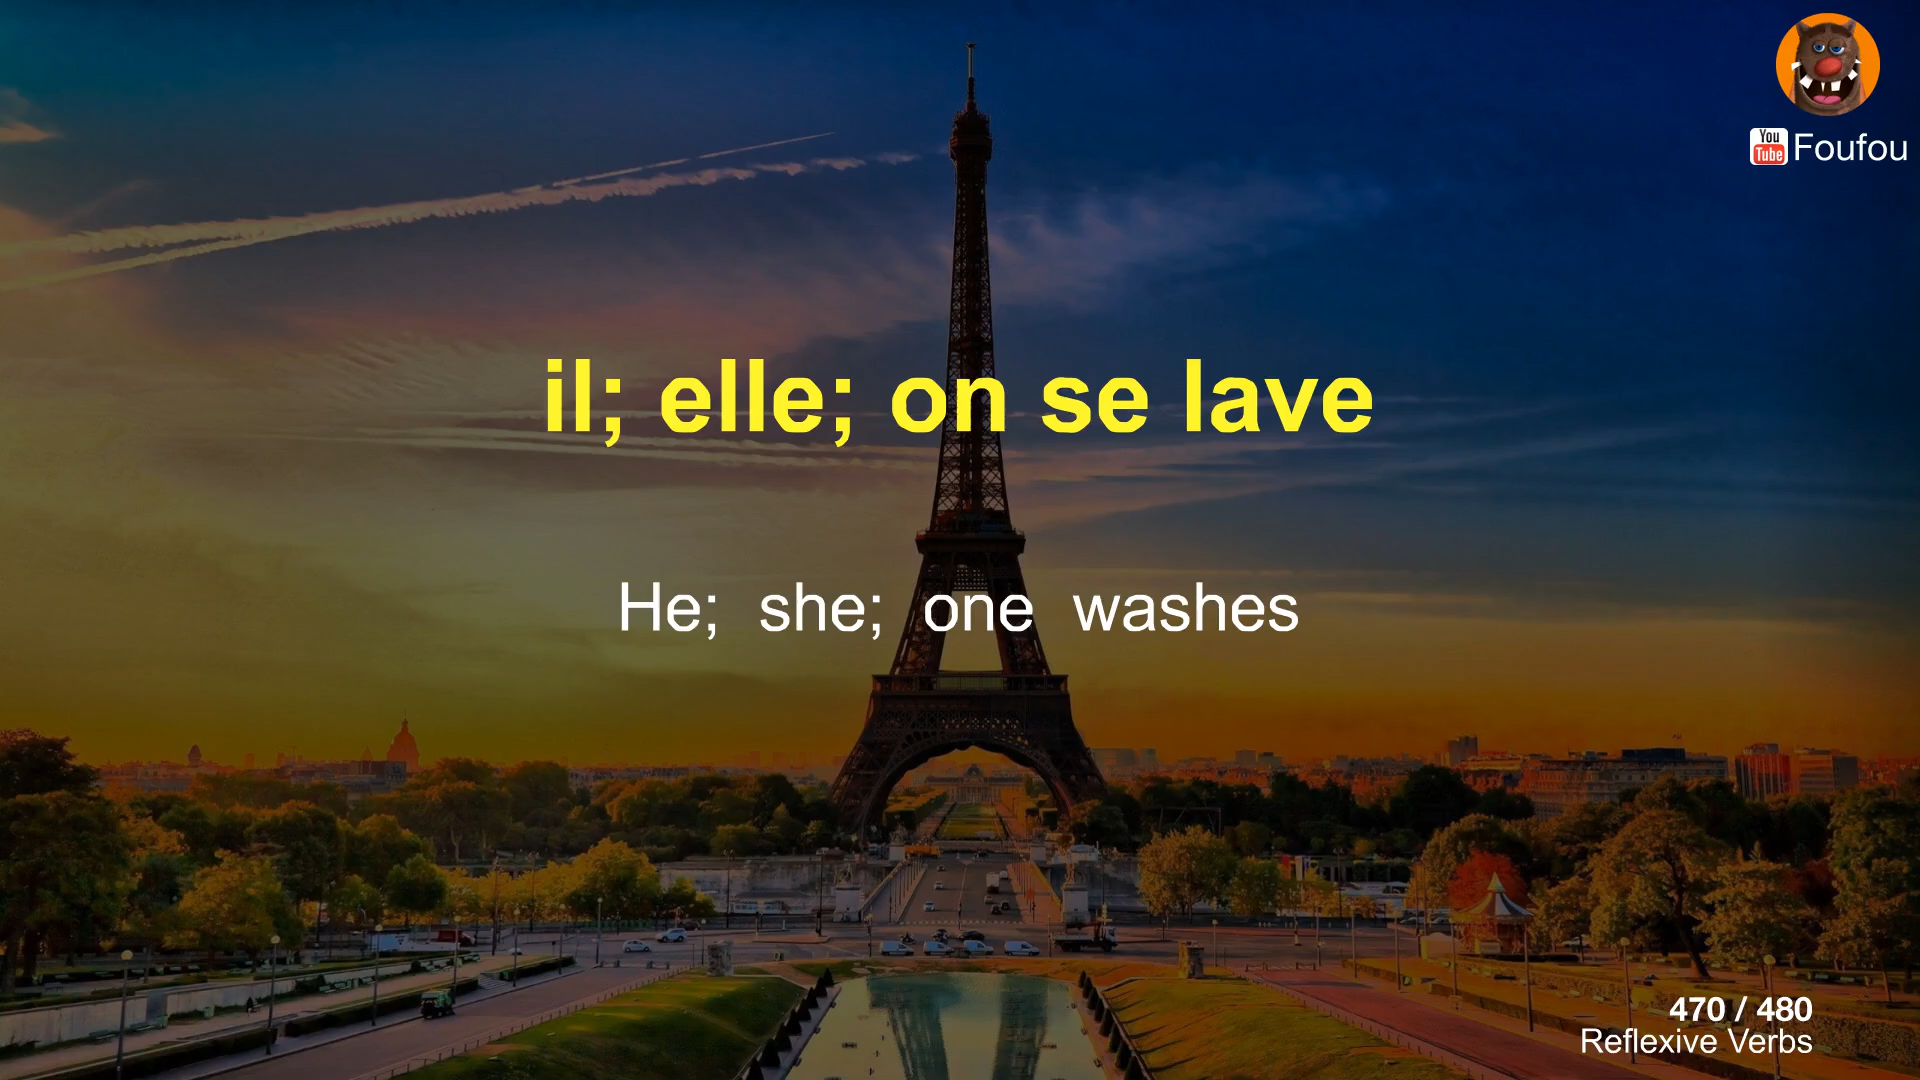 You
Tube
Foufou
il; elle; on se lave
He; she; one washes
470 / 480
Reflexive Verbs